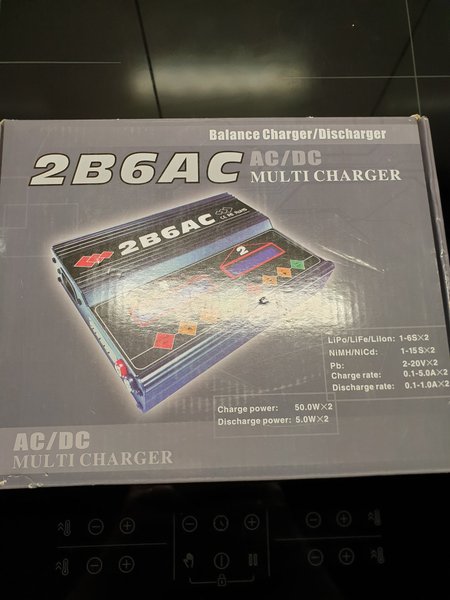 Balance Charger/Discharger
2B6AC AC/DC
MULTI CHARGER
2B6AC
2
LiPo/LiFe/LiIon: 1-6S×2
NiMH/NiCd: 1-15S×2
Pb: 2-20V×2
Charge rate: 0.1-5.0A×2
Discharge rate: 0.1-1.0A×2
Charge power: 50.0W×2
Discharge power: 5.0W×2
AC/DC
MULTI CHARGER